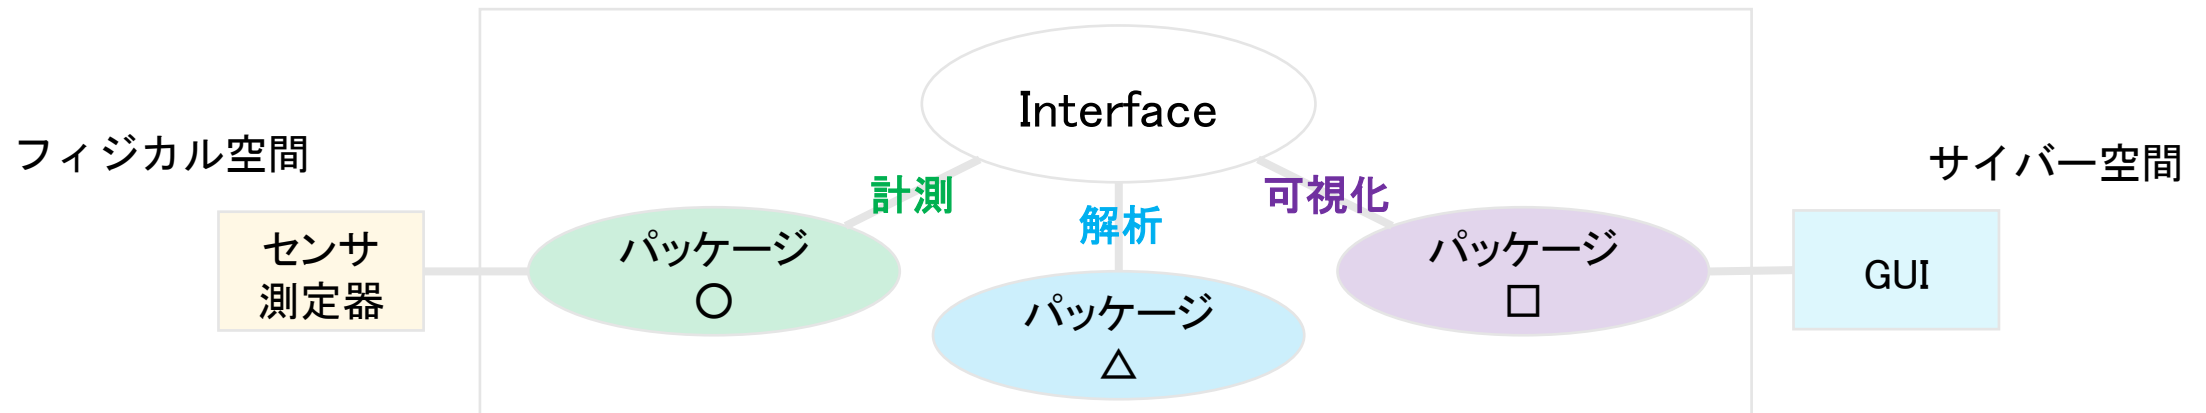 Interface
フィジカル空間
サイバー空間
計測
解析
可視化
センサ
測定器
パッケージ
○
パッケージ
△
パッケージ
□
GUI